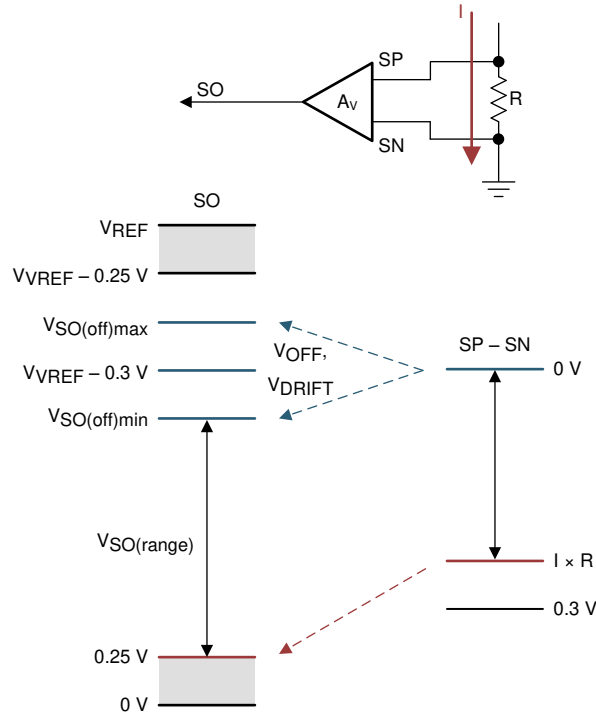 I
SP
SO
AV
R
SN
SO
VREF
VVREF – 0.25 V
VSO(off)max
VOFF,
SP – SN
VVREF – 0.3 V
0 V
VDRIFT
VSO(off)min
VSO(range)
I × R
0.3 V
0.25 V
0 V